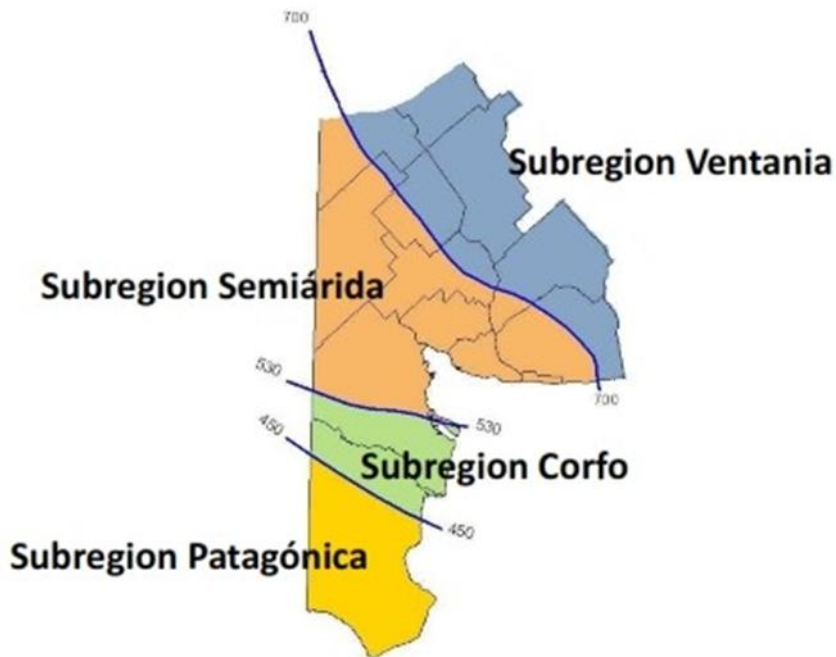 700
Subregion Ventania
Subregion Semiárida
530
700
450
530
Subregion Corfo
450
Subregion Patagónica